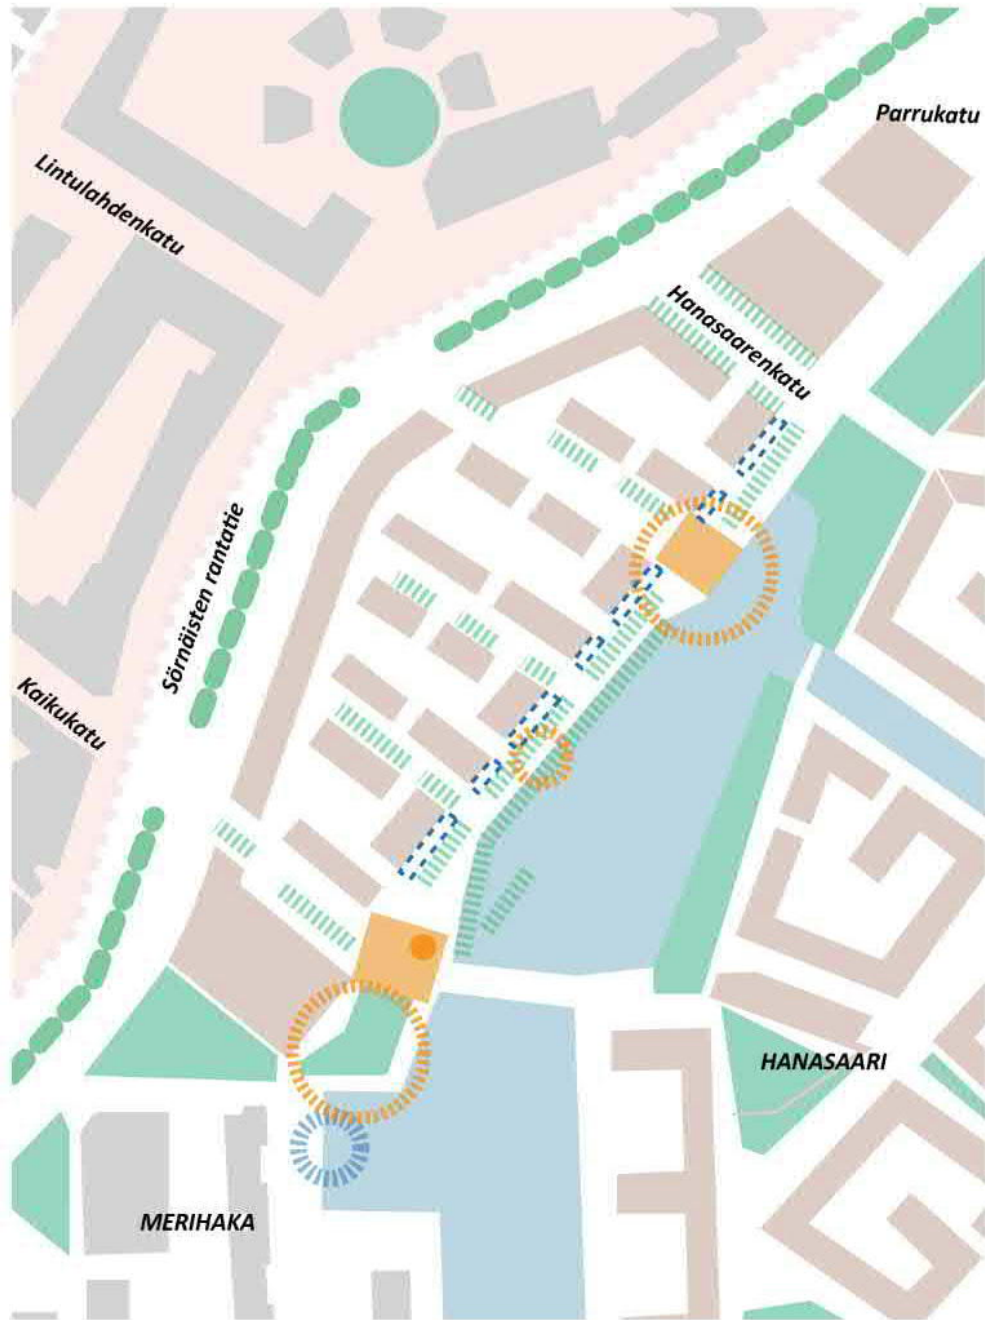 Parrukatu
Lintulahdenkatu
Hanasaarenkatu
Sörnäisten rantatie
Kaikukatu
HANASAARI
MERIHAKA